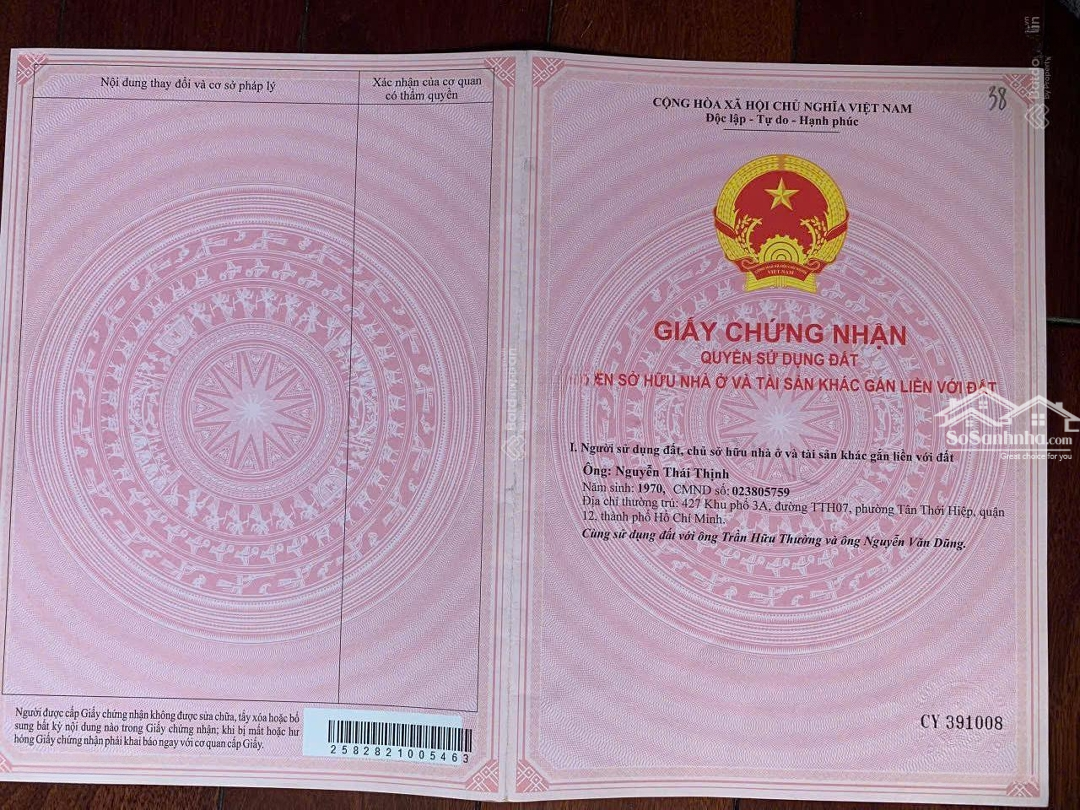 Nội dung thay đổi và cơ sở pháp lý
Xác nhận của cơ quan
có thẩm quyền
Người được cấp Giấy chứng nhận không được sửa chữa, tẩy xóa hoặc bổ
sung bất kỳ nội dung nào trong Giấy chứng nhận; khi bị mất hoặc hư
hỏng Giấy chứng nhận phải khai báo ngay với cơ quan cấp Giấy.
2582821005463
38
CỘNG HÒA XÃ HỘI CHỦ NGHĨA VIỆT NAM
Độc lập - Tự do - Hạnh phúc
VIỆT NAM
GIẤY CHỨNG NHẬN
QUYỀN SỬ DỤNG ĐẤT
SỞ HỮU NHÀ Ở VÀ TÀI SẢN KHÁC GẮN LIỀN VỚI ĐẤT
I. Người sử dụng đất, chủ sở hữu nhà ở và tài sản khác gắn liền với đất
Ông: Nguyễn Thái Thịnh
Năm sinh: 1970, CMND số: 023805759
Địa chỉ thường trú: 427 Khu phố 3A, đường TTH07, phường Tân Thới Hiệp, quận
12, thành phố Hồ Chí Minh.
Cùng sử dụng đất với ông Trần Hữu Thường và ông Nguyễn Văn Dũng.
CY 391008
SoSanhnha.com
Great choice for you